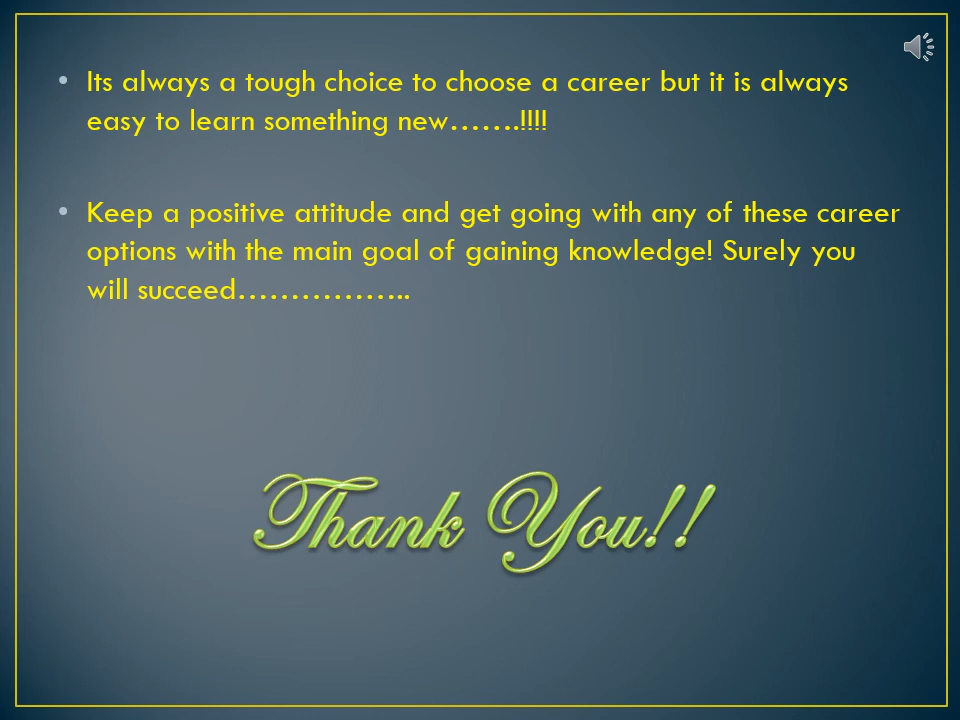 • Its always a tough choice to choose a career but it is always
easy to learn something new…….!!!!
• Keep a positive attitude and get going with any of these career
options with the main goal of gaining knowledge! Surely you
will succeed……………..
Thank You!!